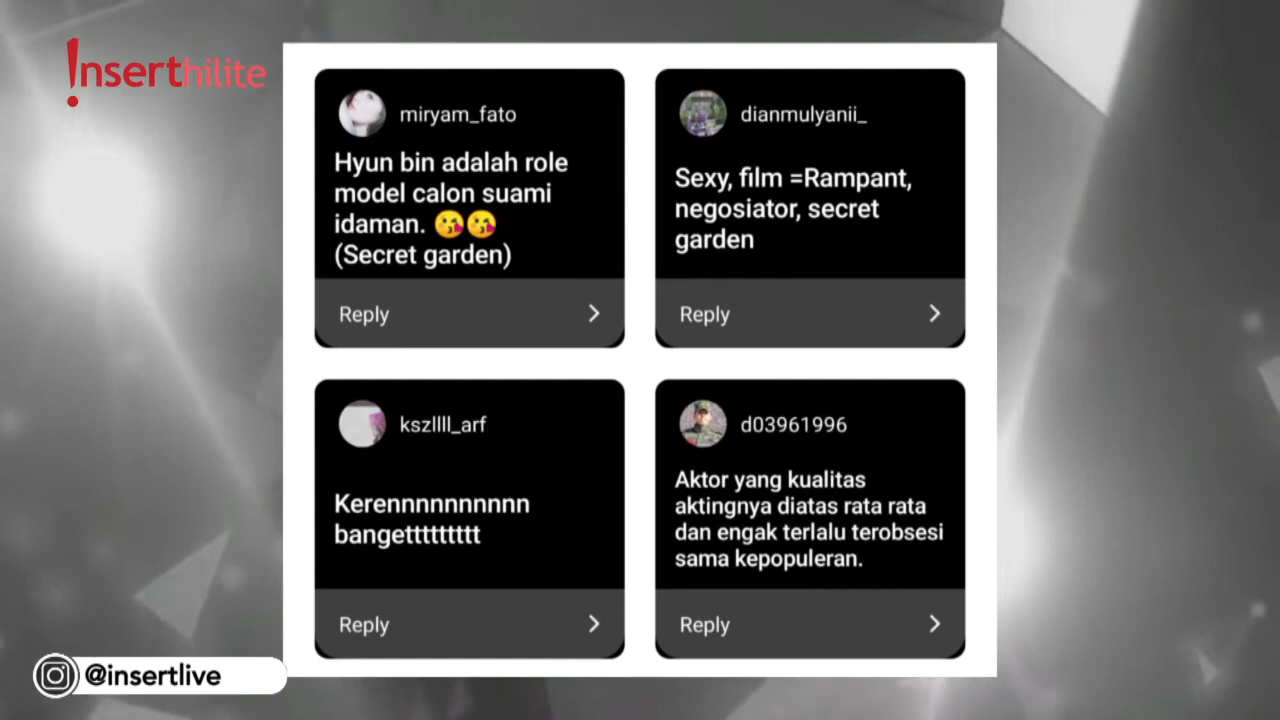 !nserthilite
miryam_fato
Hyun bin adalah role
model calon suami
idaman. 😘😘
(Secret garden)
Reply
dianmulyanii_
Sexy, film =Rampant,
negosiator, secret
garden
Reply
kszllll_arf
Kerennnnnnnnnn
bangettttttttt
Reply
d03961996
Aktor yang kualitas
aktingnya diatas rata rata
dan engak terlalu terobsesi
sama kepopuleran.
Reply
@insertlive